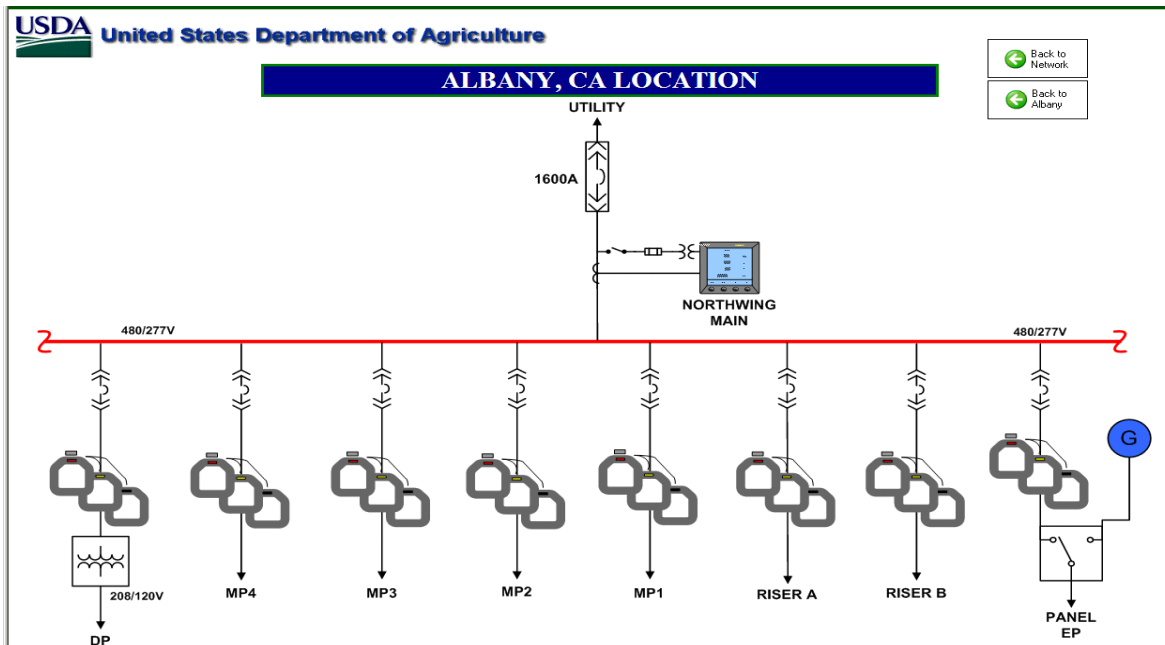 USDA
United States Department of Agriculture
Back to
Network
ALBANY, CA LOCATION
Back to
Albany
UTILITY
1600A
NORTHWING
MAIN
480/277V
480/277V
G
208/120V
DP
MP4
MP3
MP2
MP1
RISER A
RISER B
PANEL
EP